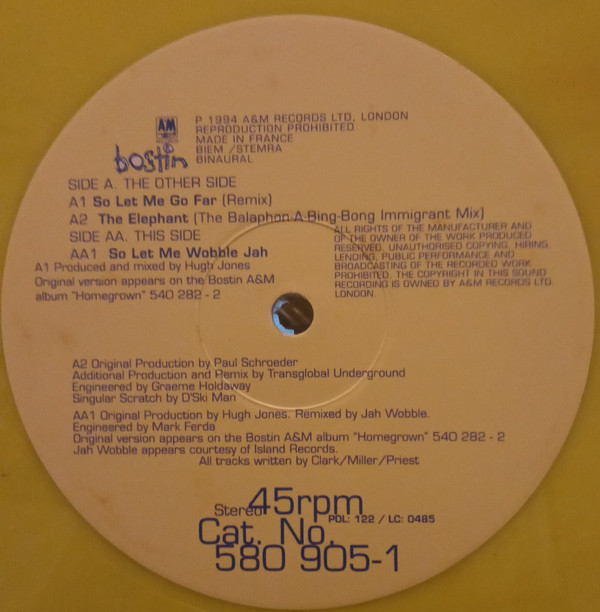 AM
bostin
P 1994 A&M RECORDS LTD, LONDON
REPRODUCTION PROHIBITED
MADE IN FRANCE
BIEM /STEMRA
BINAURAL
SIDE A. THE OTHER SIDE
A1 So Let Me Go Far (Remix)
A2 The Elephant (The Balaphon-A-Bing-Bong Immigrant Mix)
SIDE AA. THIS SIDE
AA1 So Let Me Wobble Jah
A1 Produced and mixed by Hugh Jones
Original version appears on the Bostin A&M
album "Homegrown" 540 282 - 2
ALL RIGHTS OF THE MANUFACTURER AND
OF THE OWNER OF THE WORK PRODUCED
RESERVED. UNAUTHORISED COPYING, HIRING,
LENDING, PUBLIC PERFORMANCE AND
BROADCASTING OF THE RECORDED WORK
PROHIBITED. THE COPYRIGHT IN THIS SOUND
RECORDING IS OWNED BY A&M RECORDS LTD.
LONDON.
A2 Original Production by Paul Schroeder
Additional Production and Remix by Transglobal Underground
Engineered by Graeme Holdaway
Singular Scratch by D'Ski Man
AA1 Original Production by Hugh Jones. Remixed by Jah Wobble.
Engineered by Mark Ferda
Original version appears on the Bostin A&M album "Homegrown" 540 282 - 2
Jah Wobble appears courtesy of Island Records.
All tracks written by Clark/Miller/Priest
Stereo 45rpm
POL: 122 / LC: 0485
Cat. No.
580 905-1